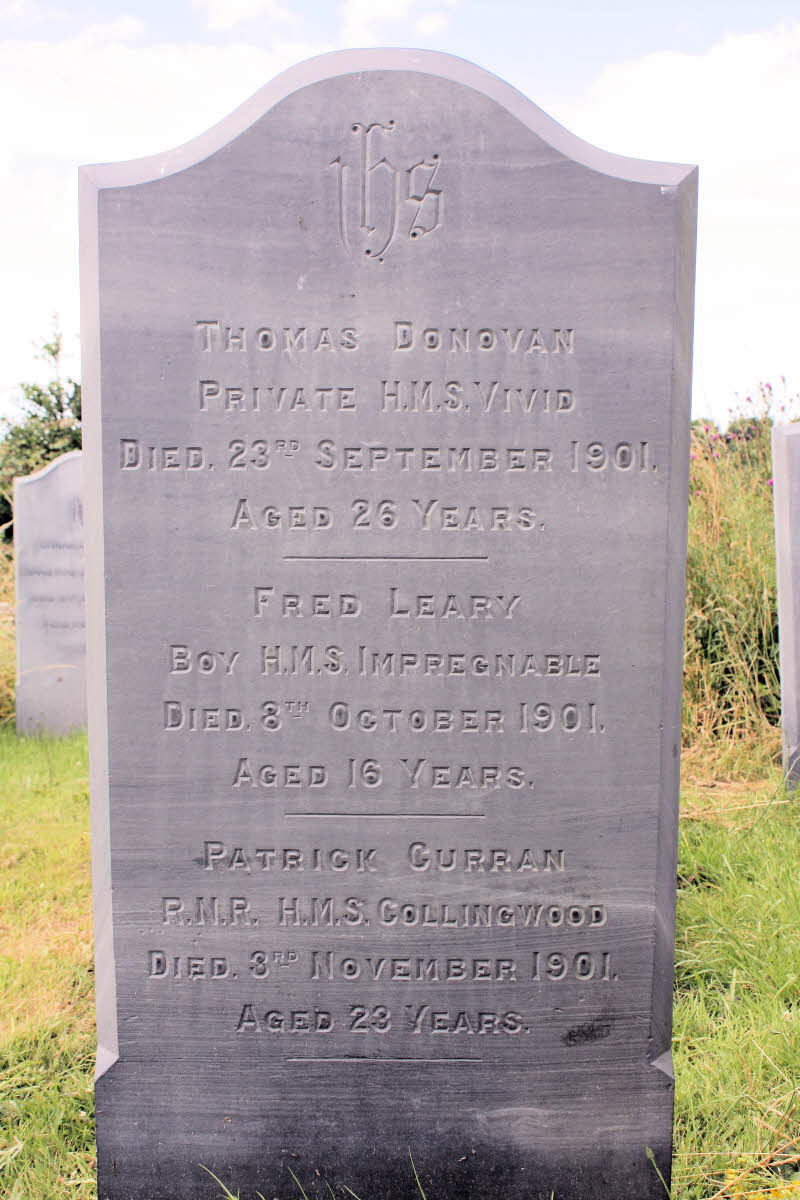 ihs
THOMAS DONOVAN
PRIVATE H.M.S. VIVID
DIED. 23RD SEPTEMBER 1901.
AGED 26 YEARS.
FRED LEARY
BOY H.M.S. IMPREGNABLE
DIED. 8TH OCTOBER 1901.
AGED 16 YEARS.
PATRICK CURRAN
R.N.R. H.M.S. COLLINGWOOD
DIED. 3RD NOVEMBER 1901.
AGED 23 YEARS.